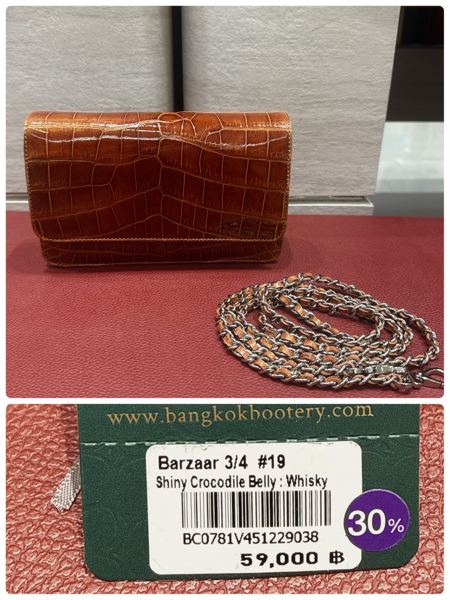 www.bangkokbootery.com
Barzaar 3/4 #19
Shiny Crocodile Belly : Whisky
BC0781V451229038
30%
59,000 ฿